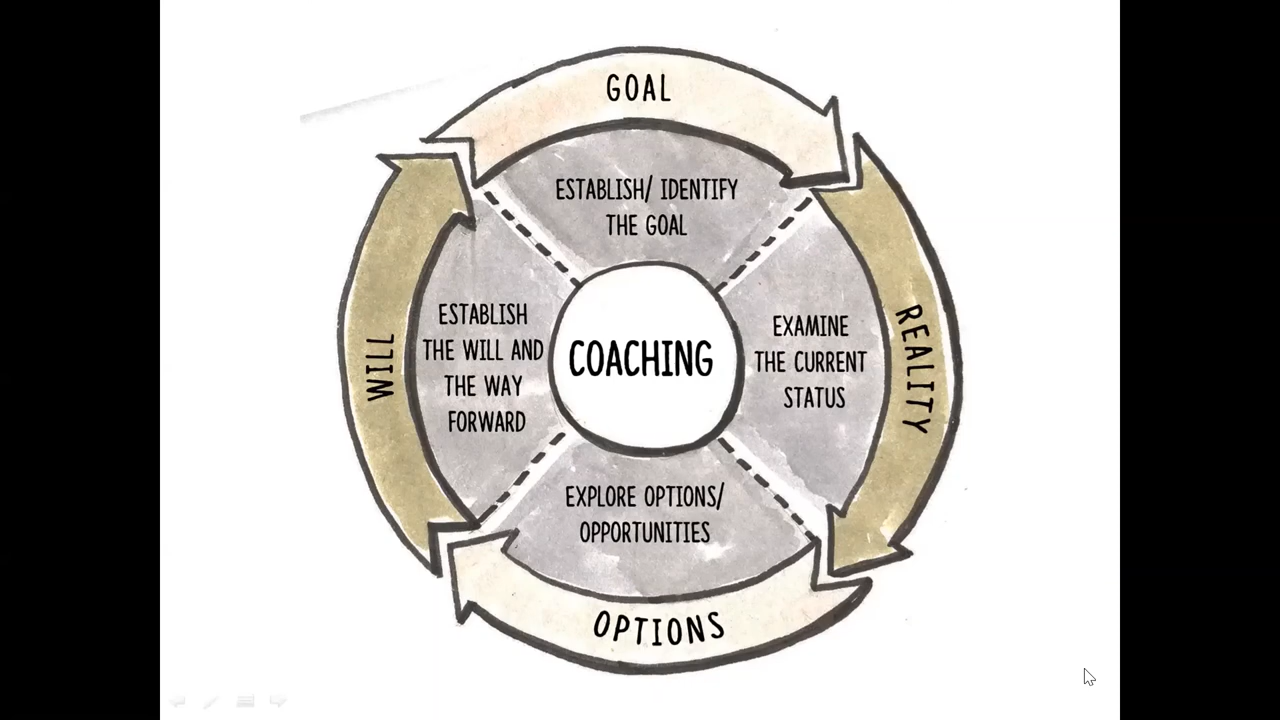 GOAL
ESTABLISH/ IDENTIFY
THE GOAL
REALITY
EXAMINE
THE CURRENT
STATUS
OPTIONS
EXPLORE OPTIONS/
OPPORTUNITIES
WILL
ESTABLISH
THE WILL AND
THE WAY
FORWARD
COACHING